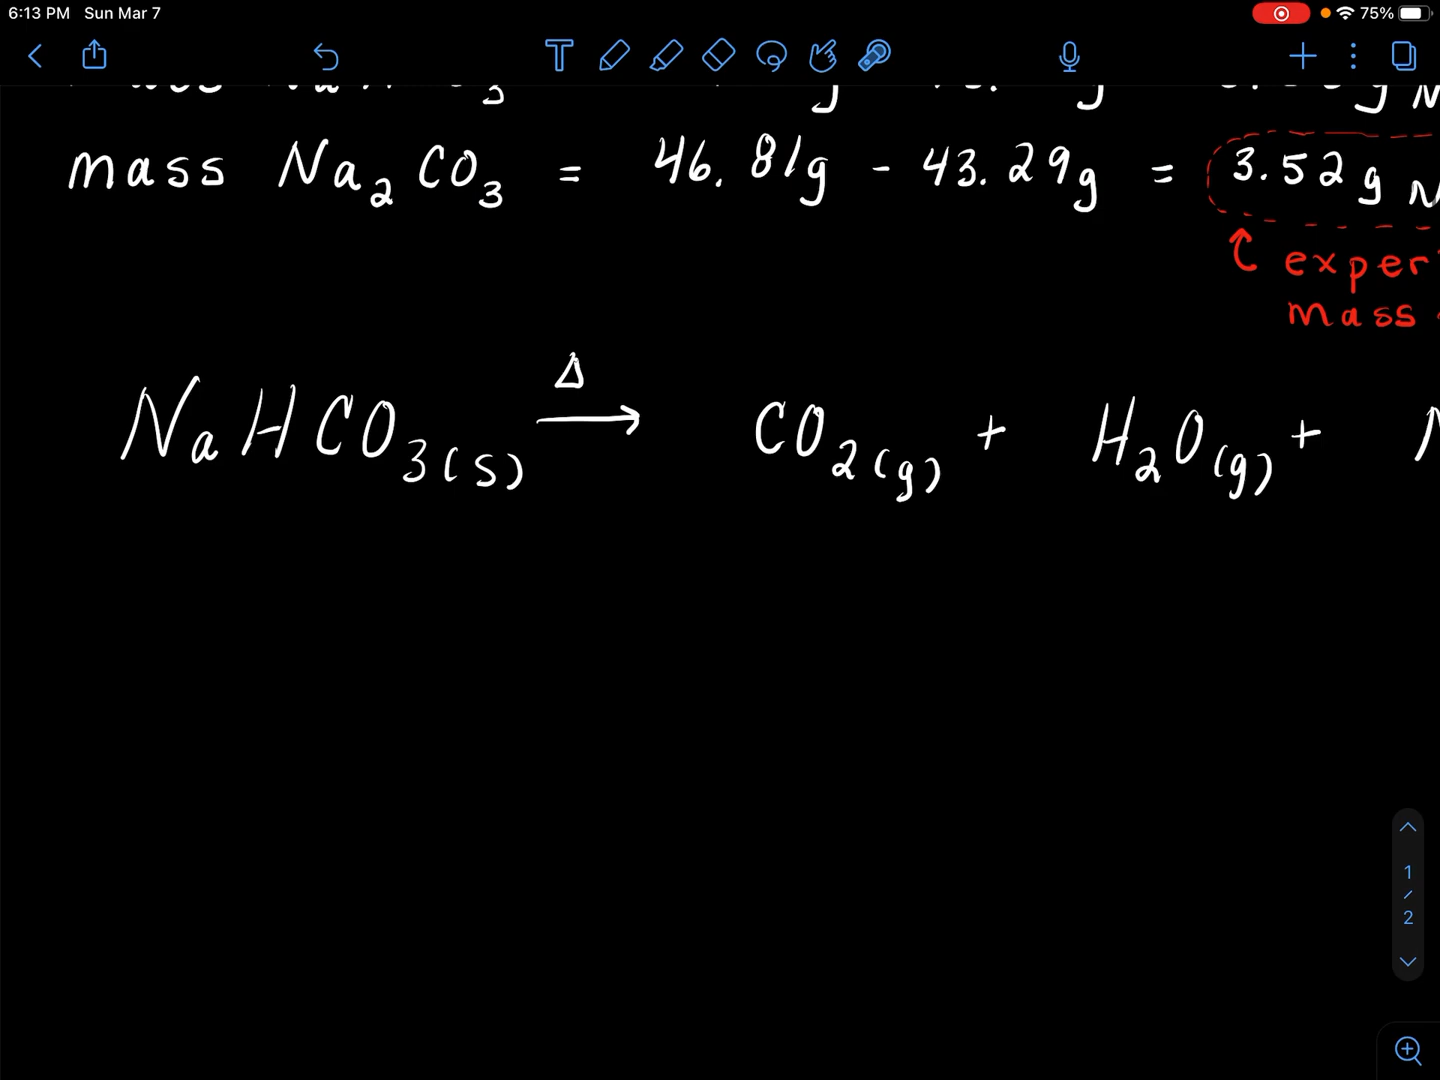 6:13 PM Sun Mar 7 75%
mass Na₂CO₃ = 46.81g - 43.29g = 3.52g N
exper
mass
Δ
NaHCO₃(s) → CO₂(g) + H₂O(g) +
1
/
2